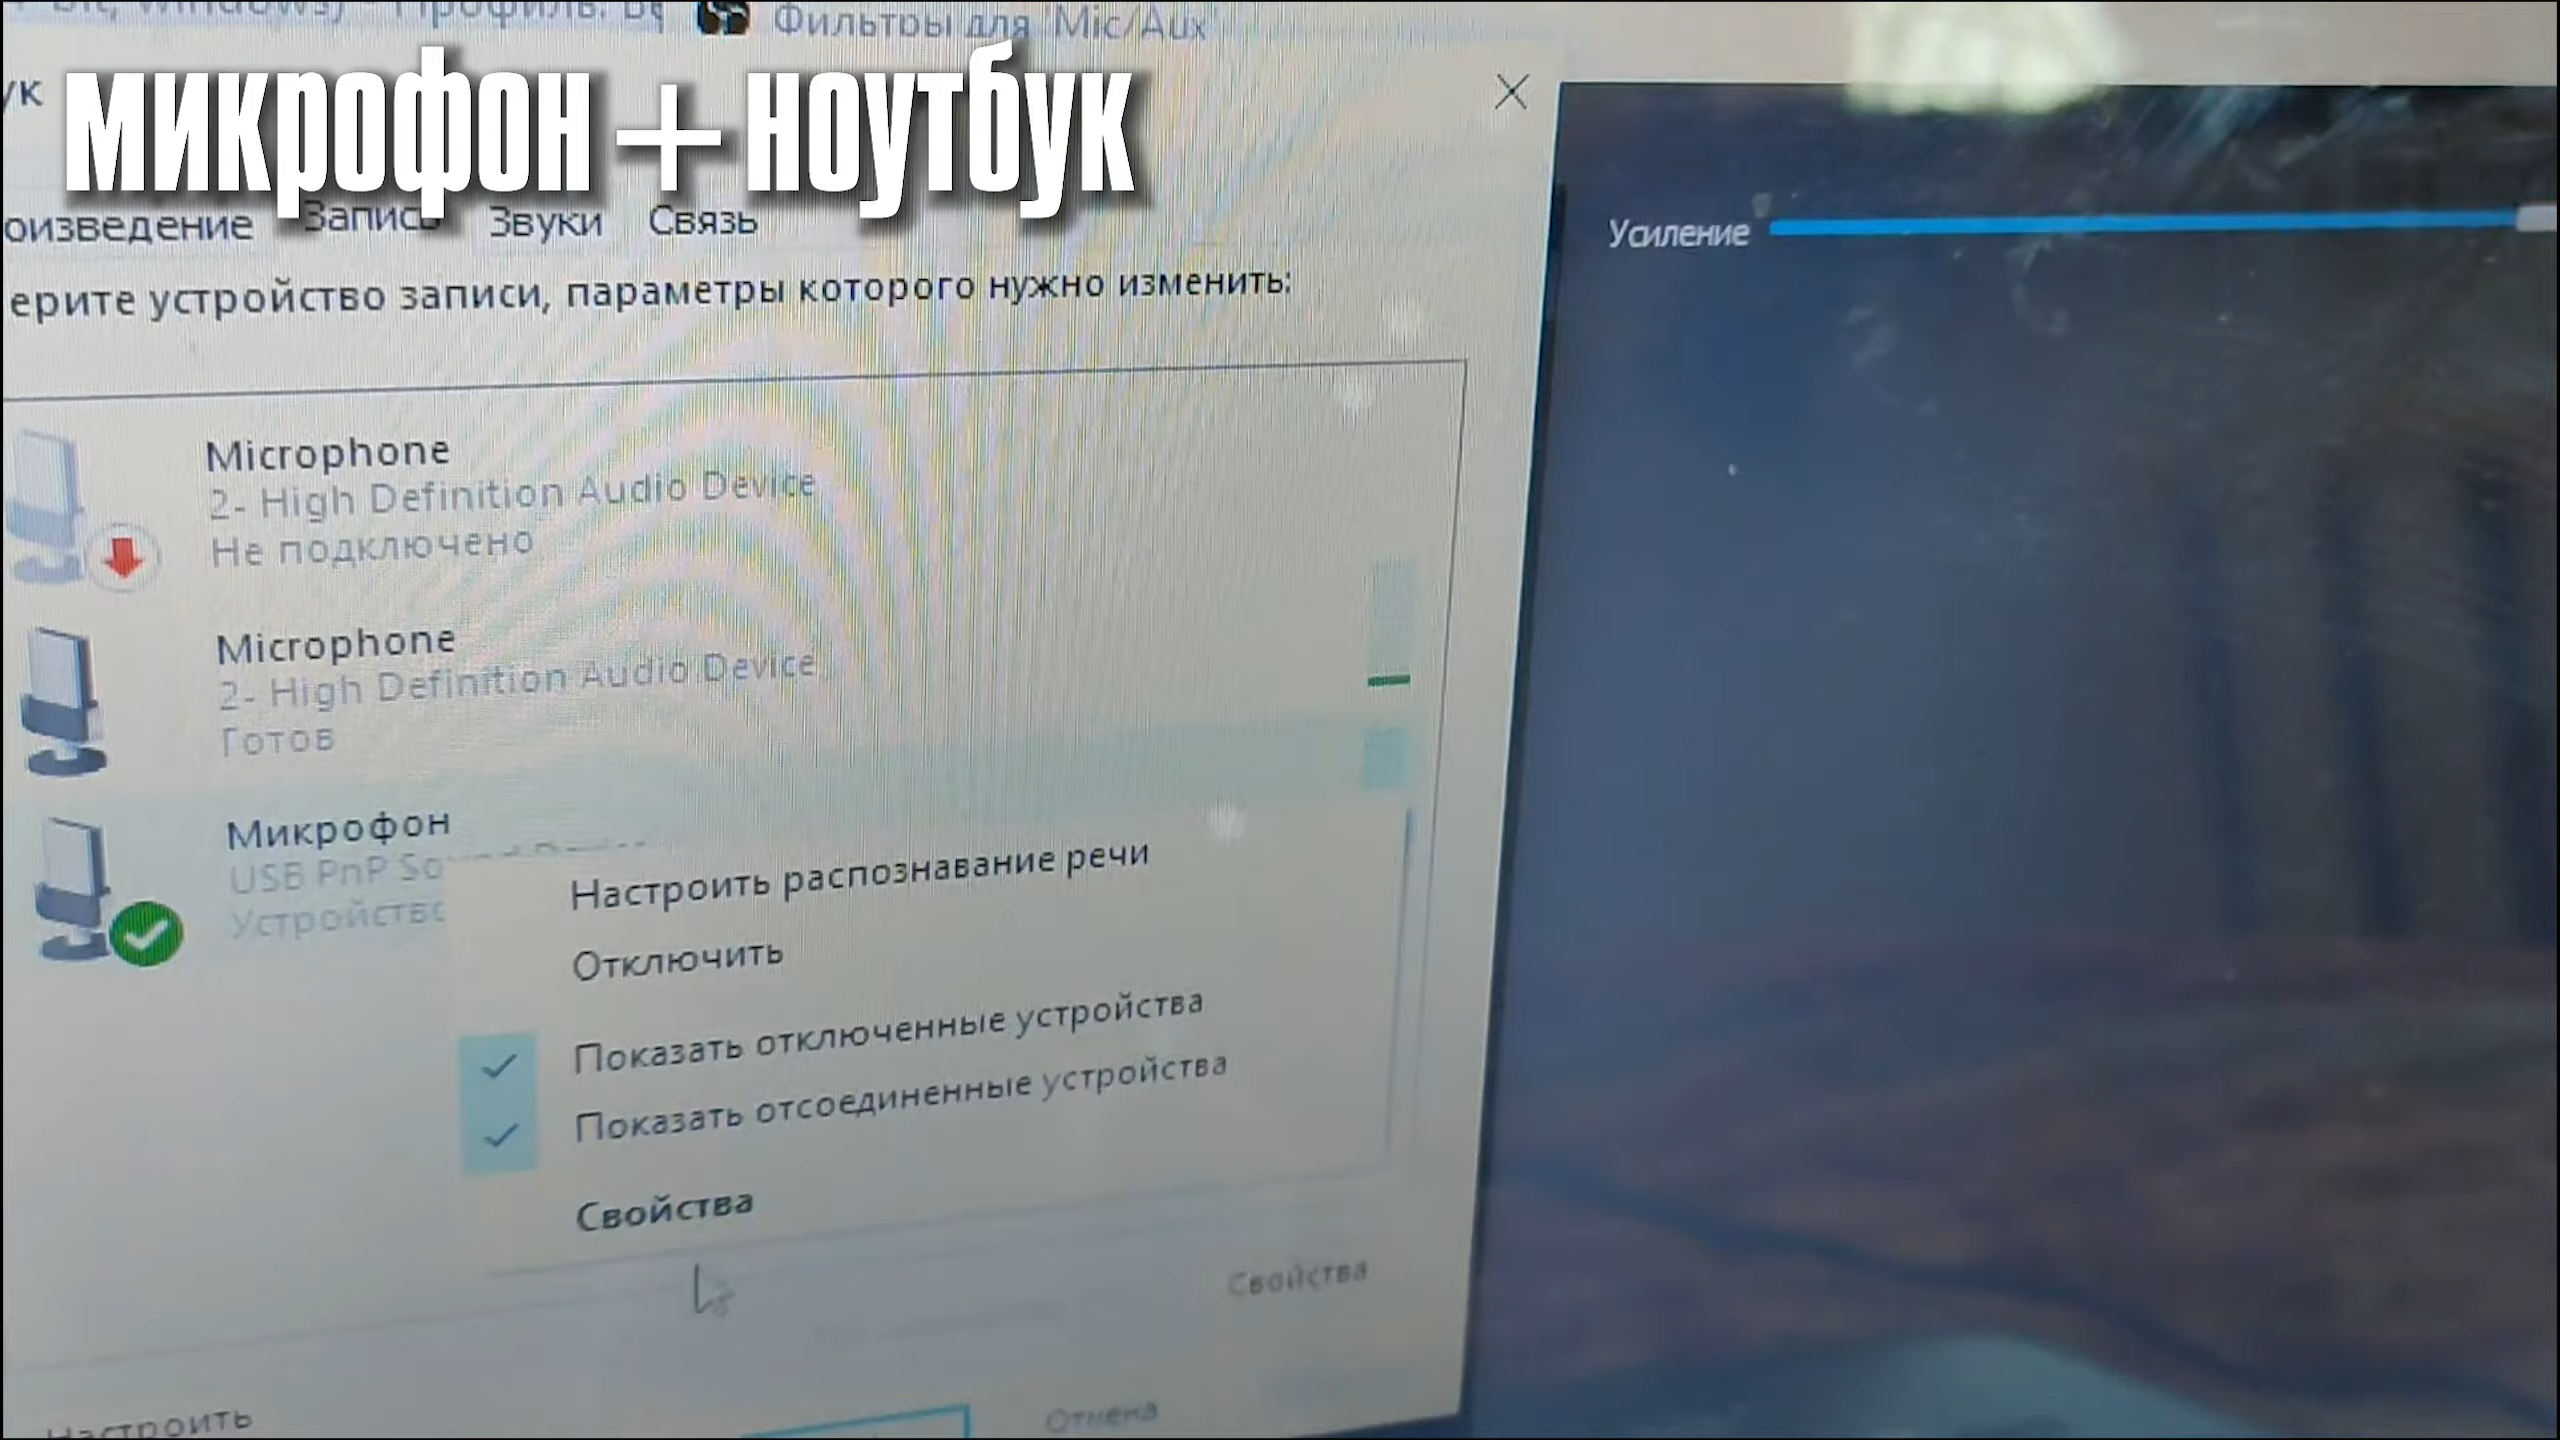 Фильтры для 'Mic/Aux'
микрофон+ноутбук
Запись Звуки Связь
устройство записи, параметры которого нужно изменить:
Microphone
2- High Definition Audio Device
Не подключено
Microphone
2- High Definition Audio Device
Готов
Микрофон
USB PnP So
Настроить распознавание речи
Отключить
Показать отключенные устройства
Показать отсоединенные устройства
Свойства
Свойства
Настроить
Отмена
Усиление